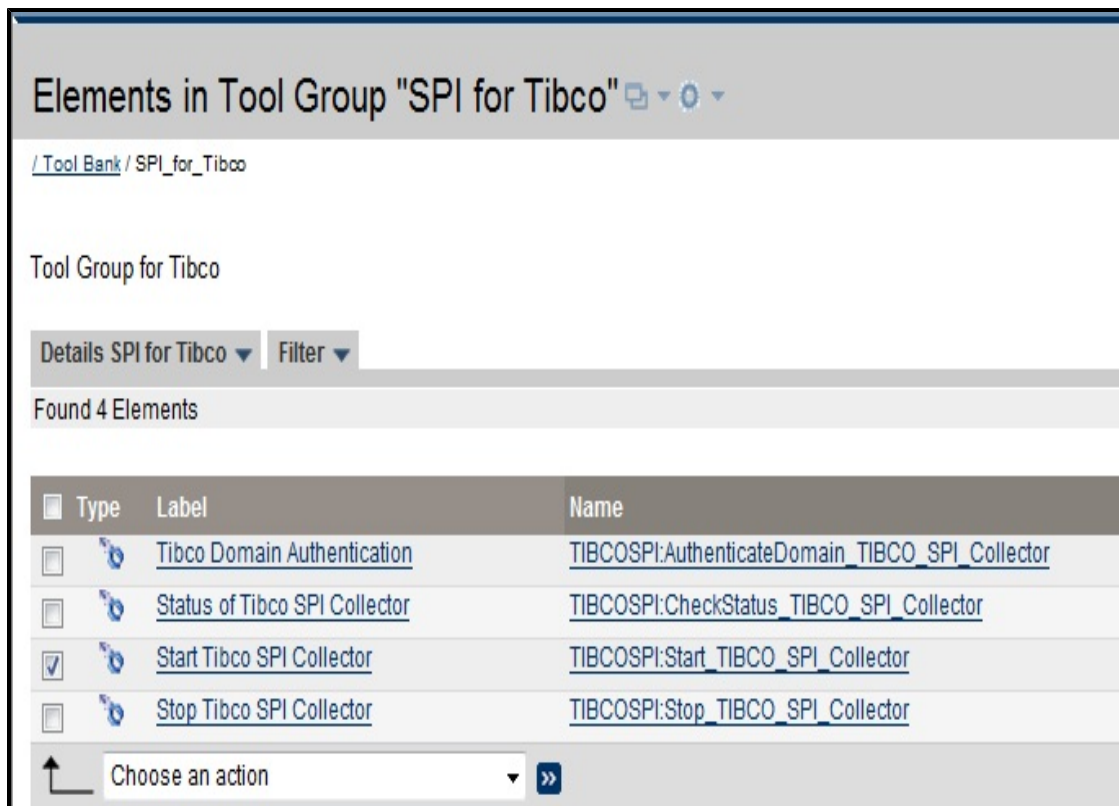 Elements in Tool Group "SPI for Tibco"
/ Tool Bank / SPI_for_Tibco
Tool Group for Tibco
Details SPI for Tibco Filter
Found 4 Elements
Type Label Name
Tibco Domain Authentication TIBCOSPI:AuthenticateDomain_TIBCO_SPI_Collector
Status of Tibco SPI Collector TIBCOSPI:CheckStatus_TIBCO_SPI_Collector
Start Tibco SPI Collector TIBCOSPI:Start_TIBCO_SPI_Collector
Stop Tibco SPI Collector TIBCOSPI:Stop_TIBCO_SPI_Collector
Choose an action